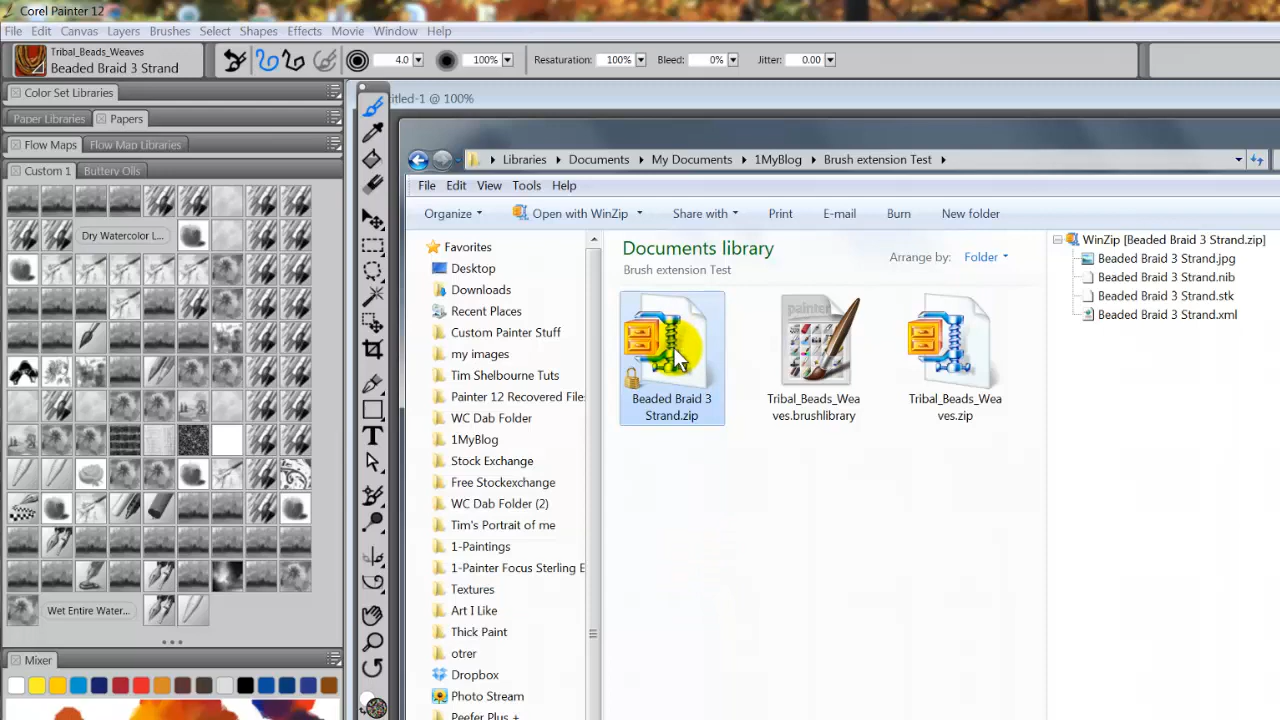 Corel Painter 12
File Edit Canvas Layers Brushes Select Shapes Effects Movie Window Help
Tribal_Beads_Weaves
Beaded Braid 3 Strand
4.0 100% Resaturation: 100% Bleed: 0% Jitter: 0.00
Color Set Libraries
Paper Libraries Papers
Flow Maps Flow Map Libraries
Custom 1 Buttery Oils
Dry Watercolor L...
Wet Entire Water...
Mixer
titled-1 @ 100%
Libraries Documents My Documents 1MyBlog Brush extension Test
File Edit View Tools Help
Organize Open with WinZip Share with Print E-mail Burn New folder
Favorites
Desktop
Downloads
Recent Places
Custom Painter Stuff
my images
Tim Shelbourne Tuts
Painter 12 Recovered File
WC Dab Folder
1MyBlog
Stock Exchange
Free Stockexchange
WC Dab Folder (2)
Tim's Portrait of me
1-Paintings
1-Painter Focus Sterling E
Textures
Art I Like
Thick Paint
otrer
Dropbox
Photo Stream
Peefer Plus +
Documents library
Brush extension Test
Arrange by: Folder
Beaded Braid 3
Strand.zip
painter
Tribal_Beads_Wea
ves.brushlibrary
Tribal_Beads_Wea
ves.zip
WinZip [Beaded Braid 3 Strand.zip]
Beaded Braid 3 Strand.jpg
Beaded Braid 3 Strand.nib
Beaded Braid 3 Strand.stk
Beaded Braid 3 Strand.xml